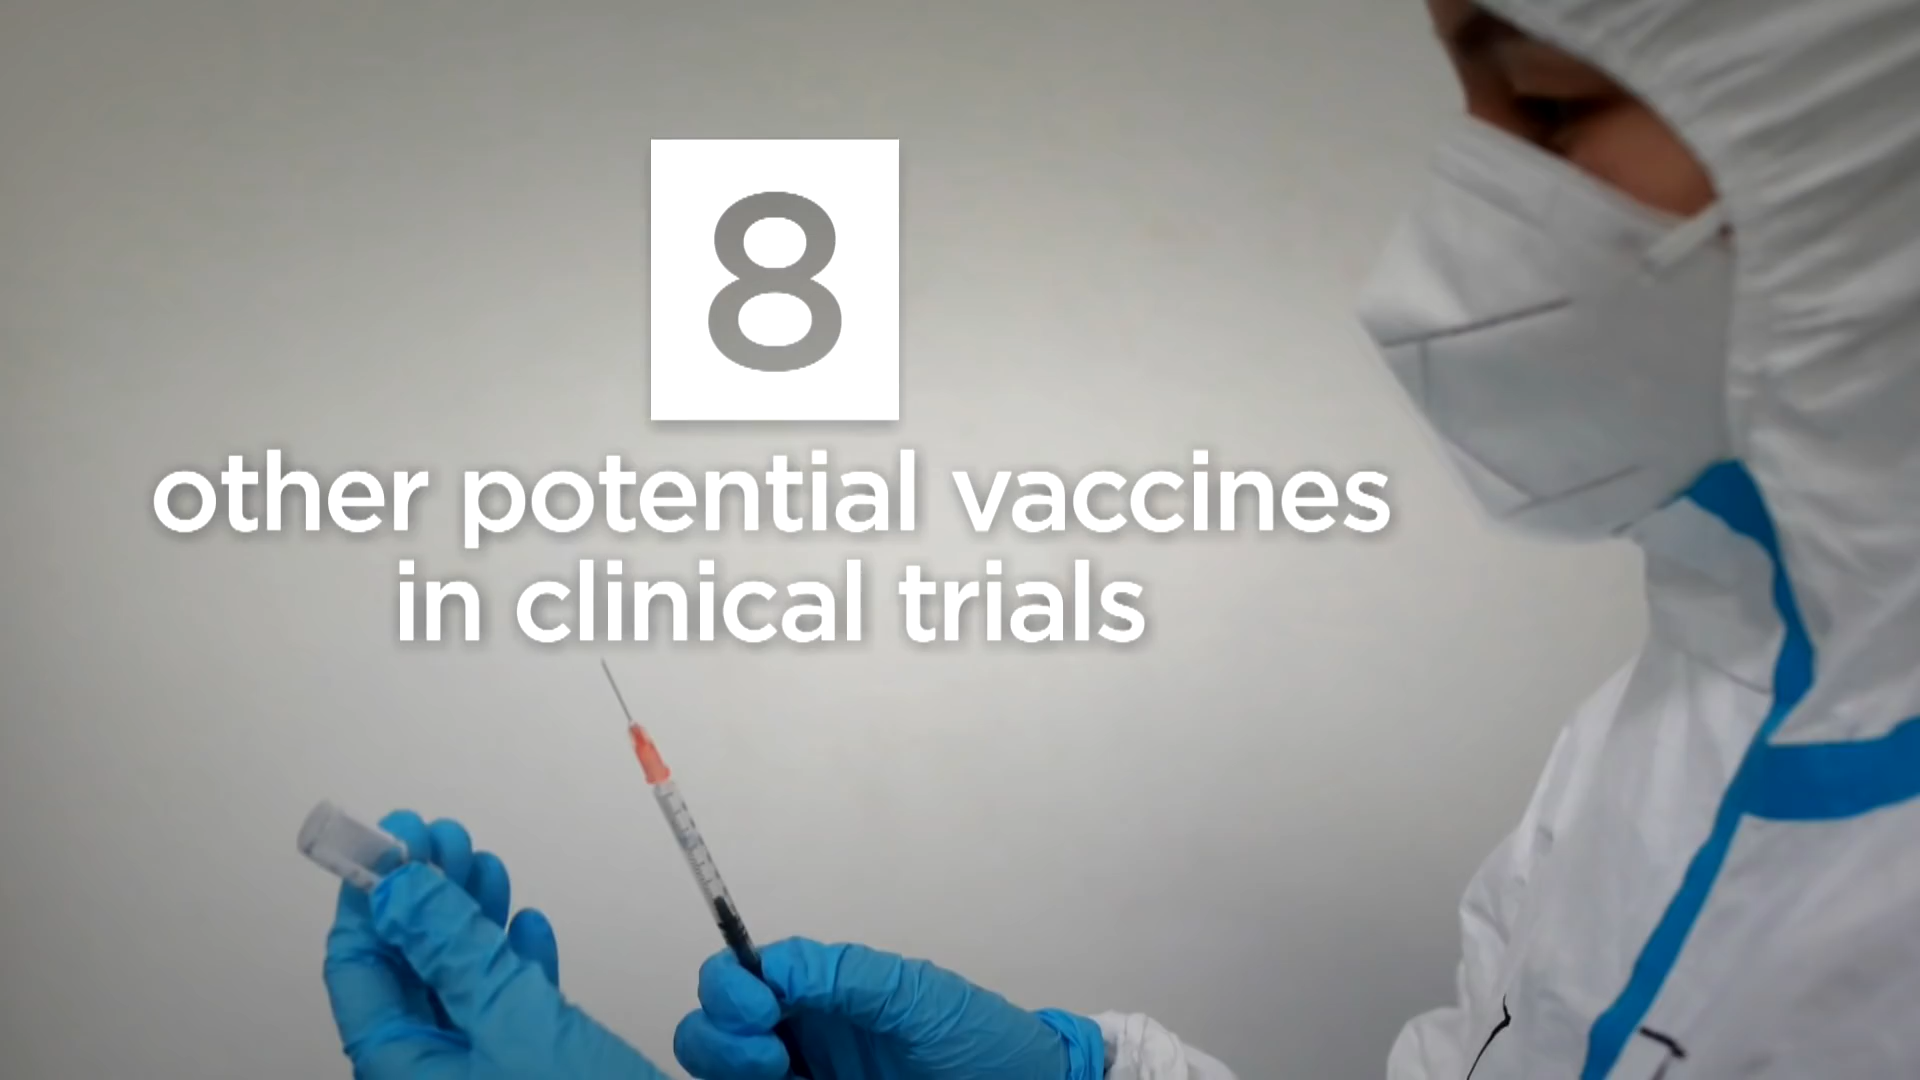 8
other potential vaccines
in clinical trials